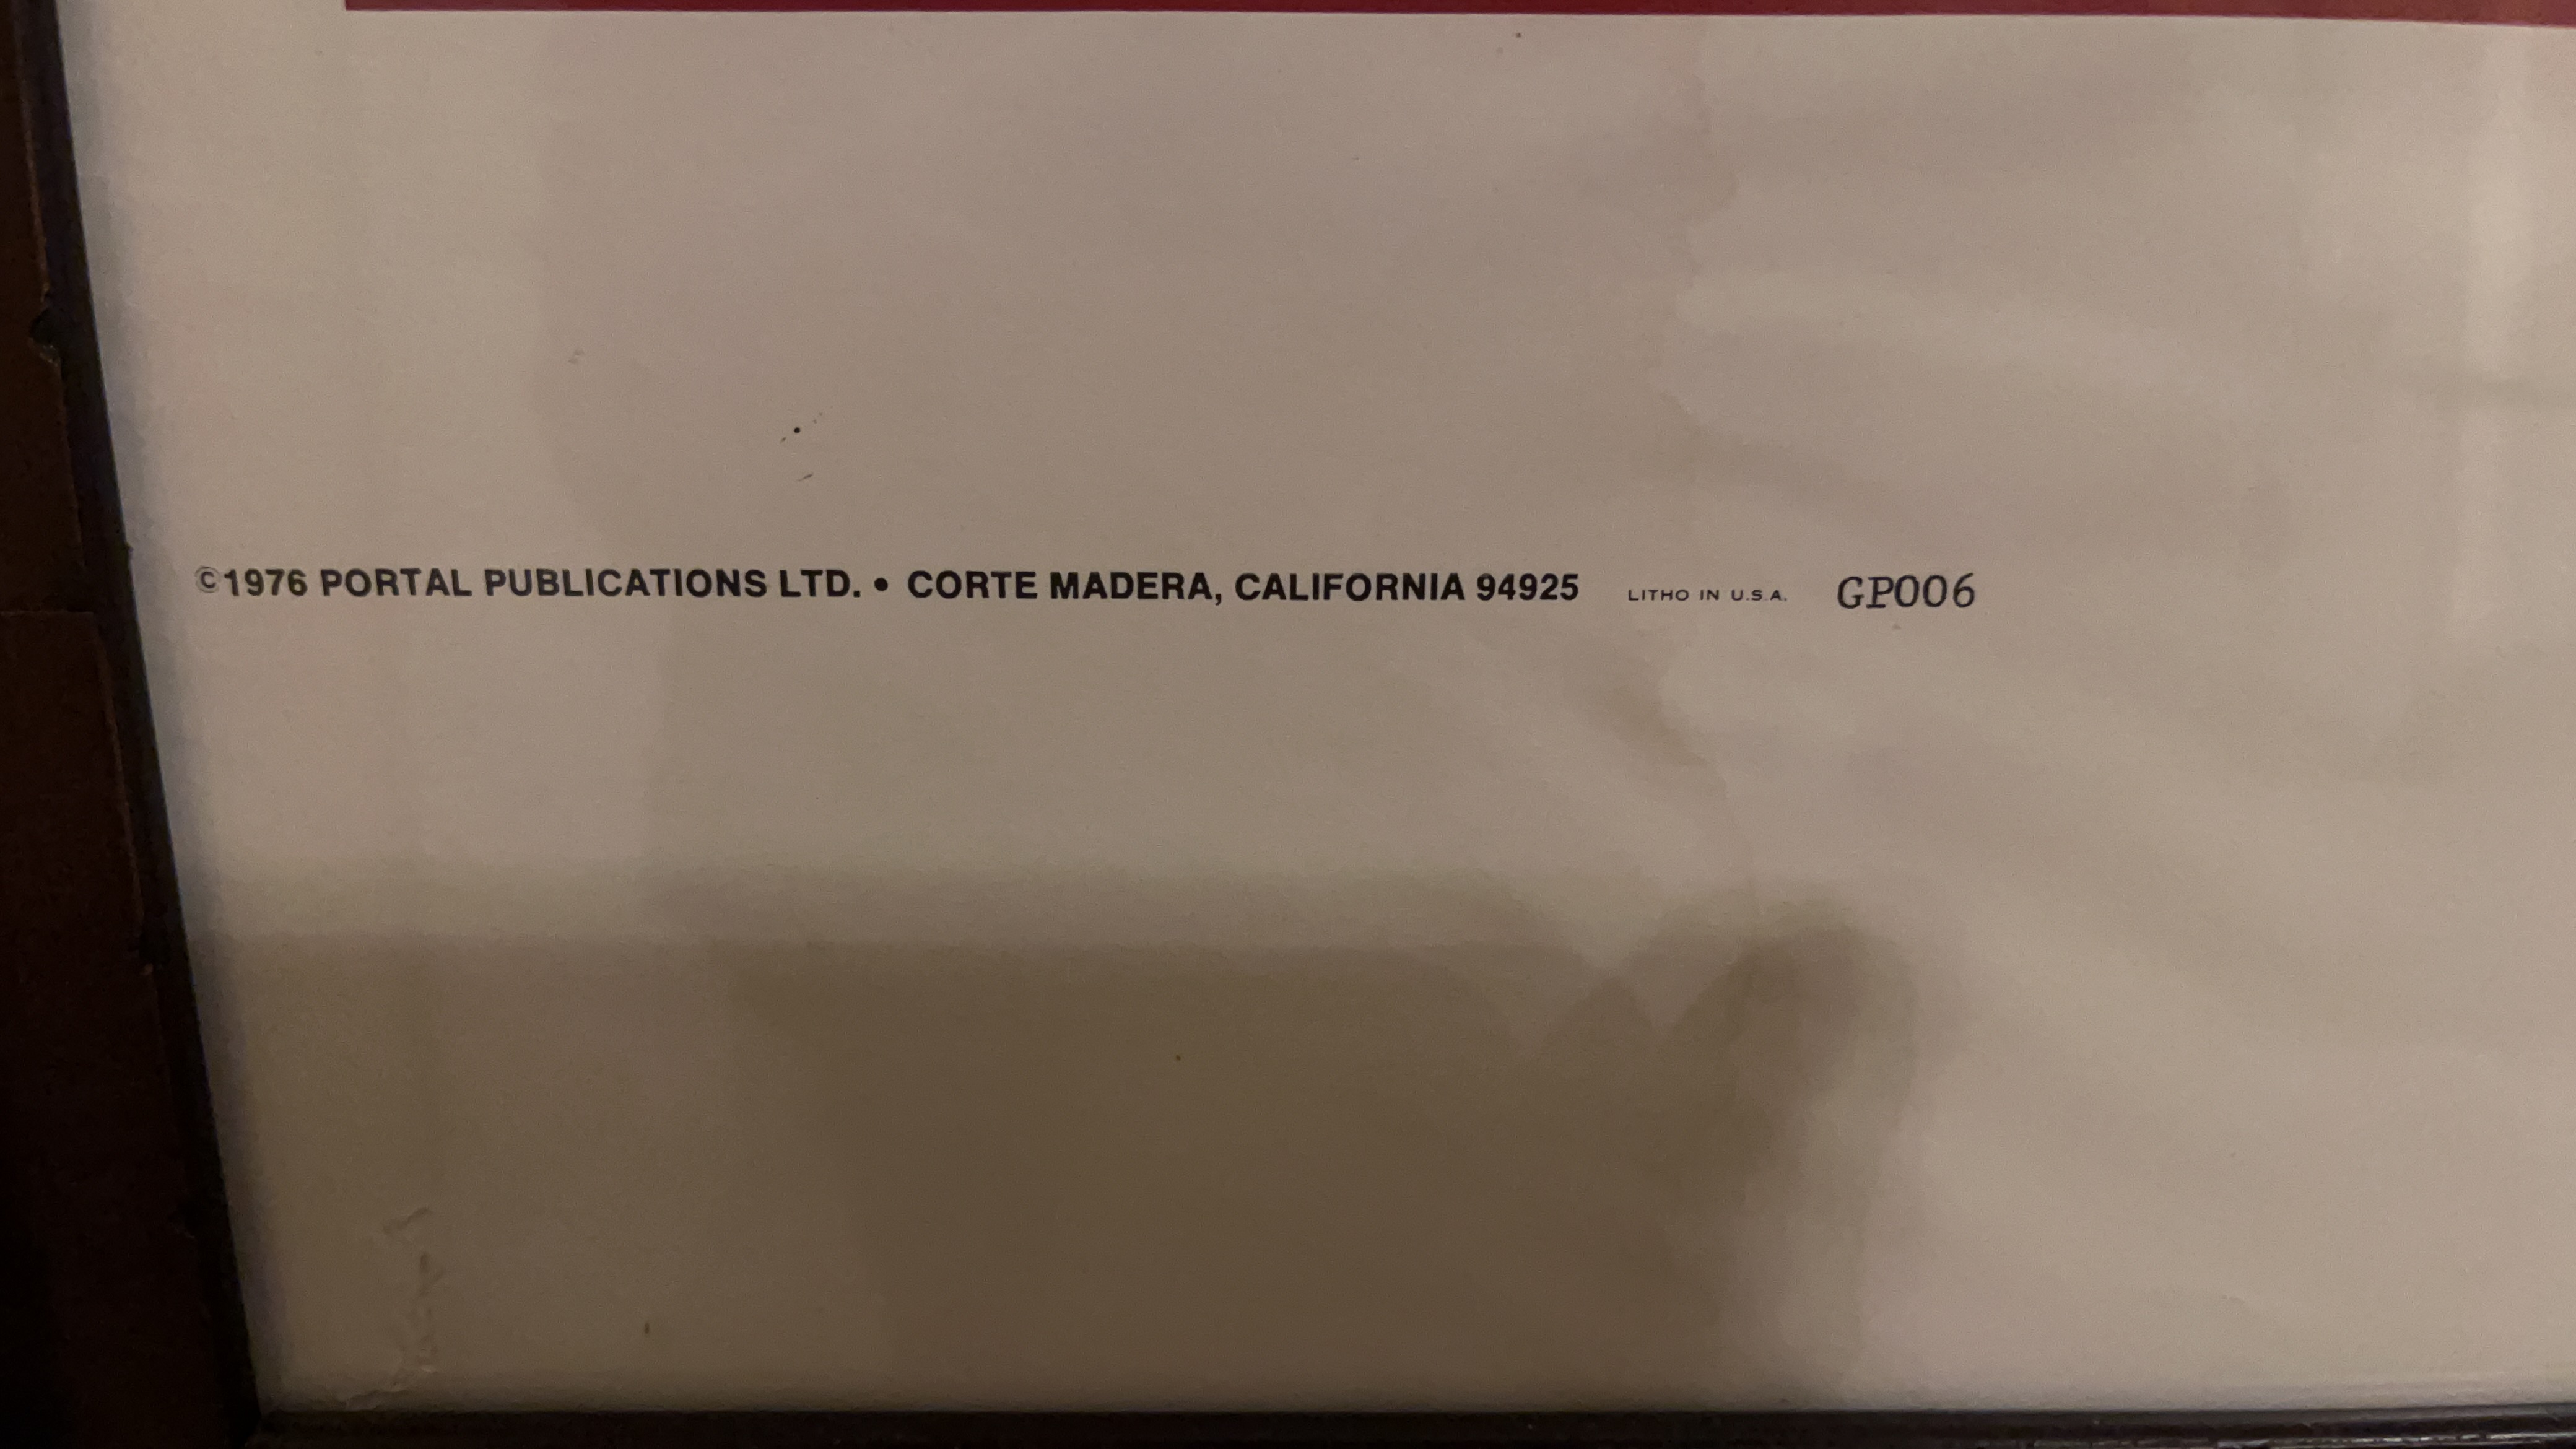 ©1976 PORTAL PUBLICATIONS LTD. • CORTE MADERA, CALIFORNIA 94925 LITHO IN U.S.A. GP006